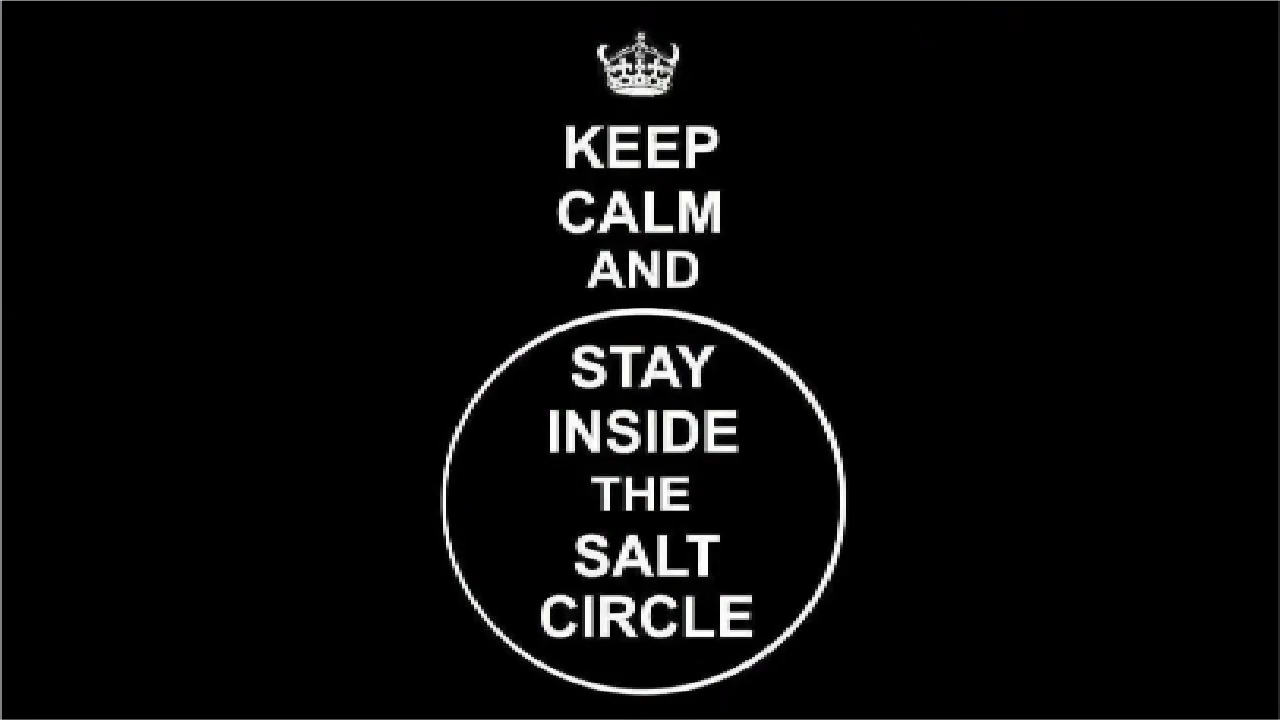 KEEP
CALM
AND
STAY
INSIDE
THE
SALT
CIRCLE